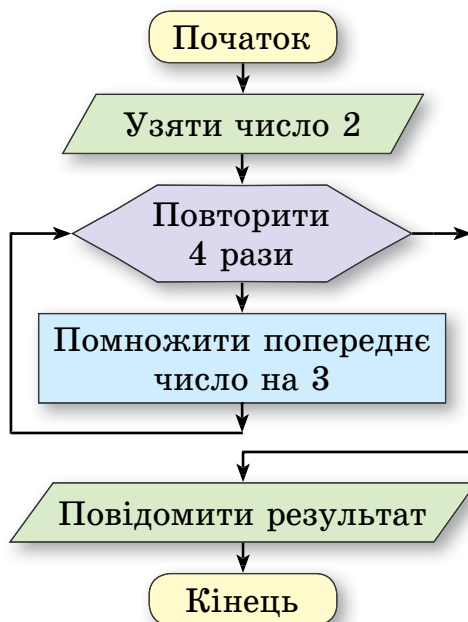 Початок
Узяти число 2
Повторити
4 рази
Помножити попереднє
число на 3
Повідомити результат
Кінець